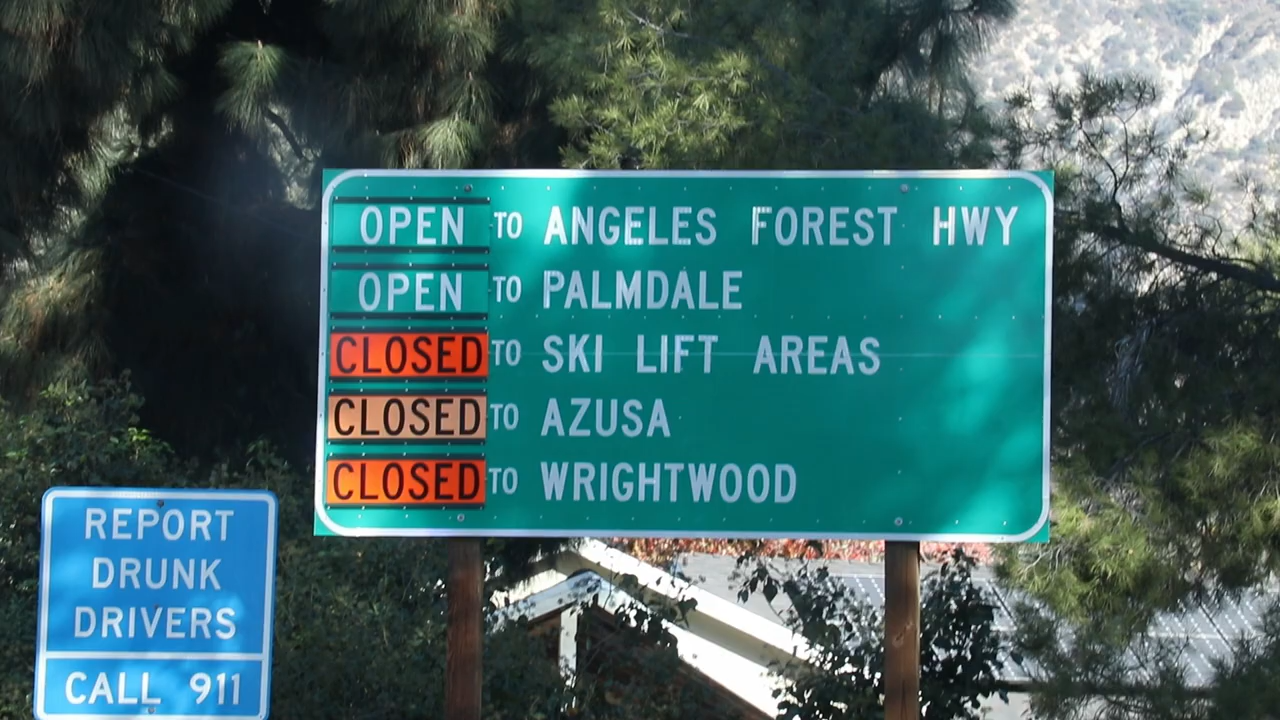 OPEN TO ANGELES FOREST HWY
OPEN TO PALMDALE
CLOSED TO SKI LIFT AREAS
CLOSED TO AZUSA
CLOSED TO WRIGHTWOOD
REPORT
DRUNK
DRIVERS
CALL 911